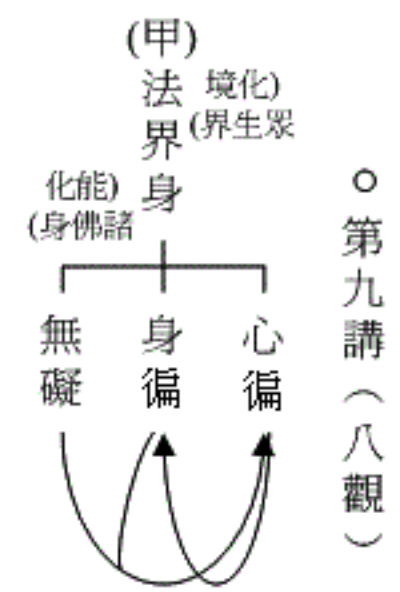 ○第九講（八觀）
(甲)
法界身
(化境
眾生界)
(能化
諸佛身)
心徧
身徧
無礙